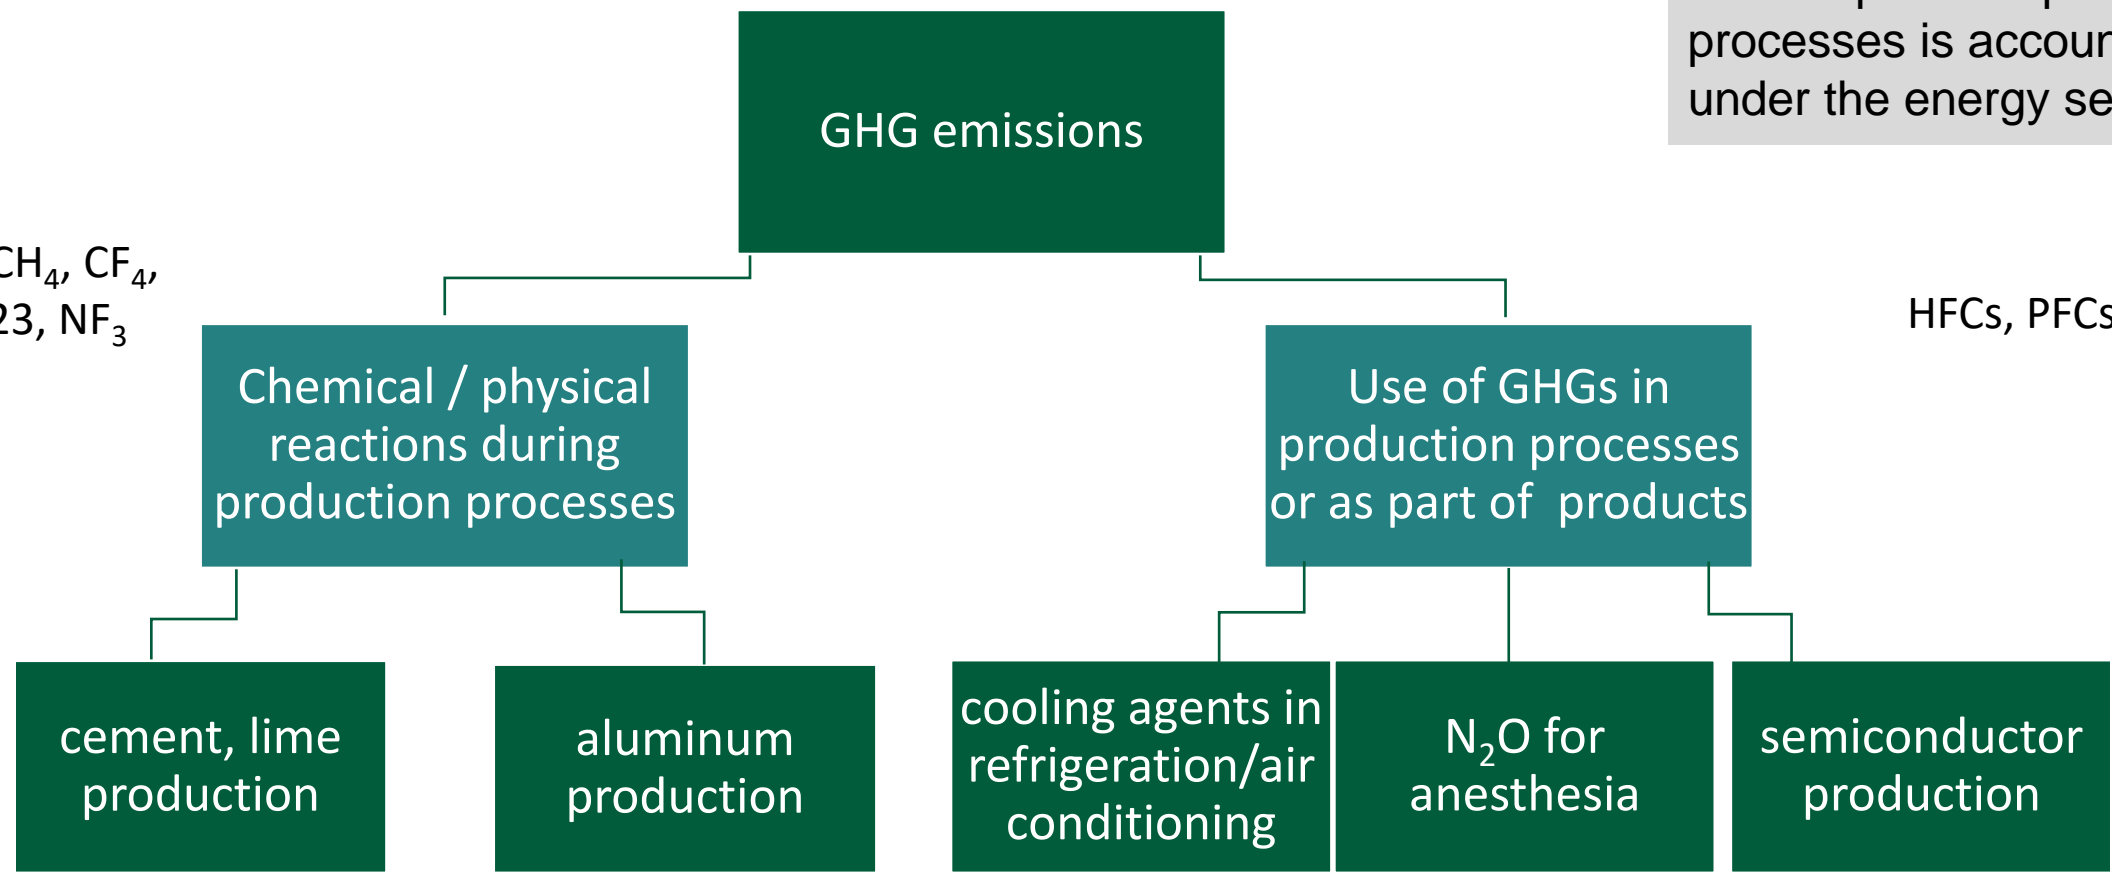 processes is
under the energy
GHG emissions
CH₄, CF₄,
23, NF₃
HFCs, PFCs
Chemical / physical
reactions during
production processes
Use of GHGs in
production processes
or as part of products
cement, lime
production
aluminum
production
cooling agents in
refrigeration/air
conditioning
N₂O for
anesthesia
semiconductor
production